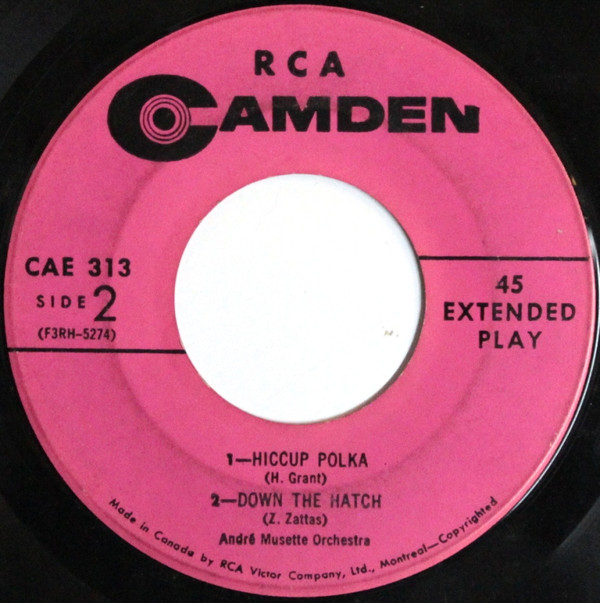 RCA
CAMDEN
CAE 313
SIDE 2
(F3RH-5274)
45
EXTENDED
PLAY
1—HICCUP POLKA
(H. Grant)
2—DOWN THE HATCH
(Z. Zattas)
André Musette Orchestra
Made in Canada by RCA Victor Company, Ltd., Montreal—Copyrighted